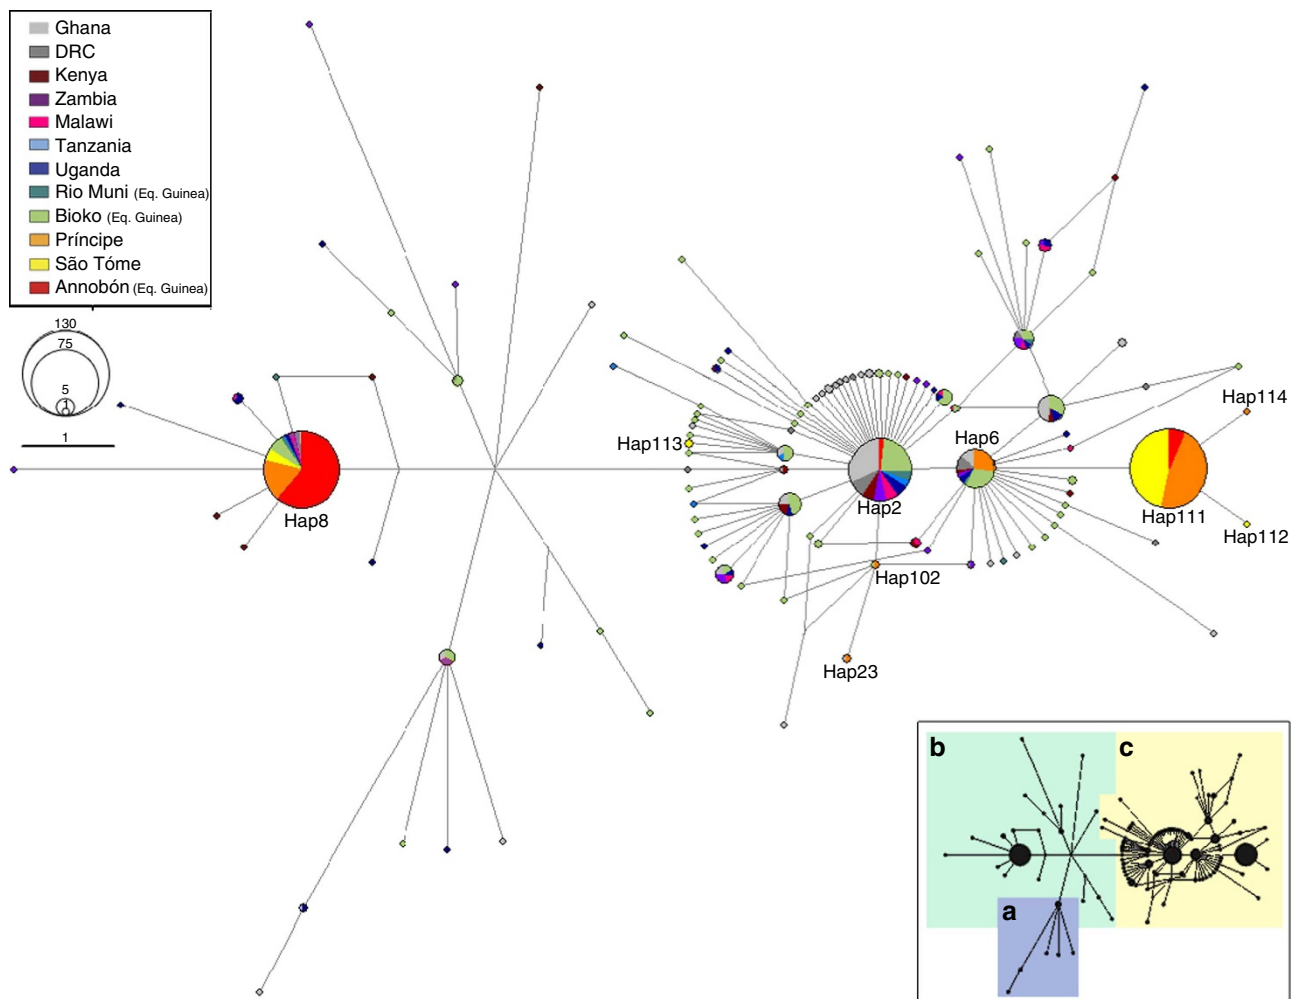 Ghana
DRC
Kenya
Zambia
Malawi
Tanzania
Uganda
Rio Muni (Eq. Guinea)
Bioko (Eq. Guinea)
Príncipe
São Tóme
Annobón (Eq. Guinea)
130
75
5
1
1
Hap114
Hap113
Hap6
Hap8
Hap2
Hap111
Hap112
Hap102
Hap23
b
c
a